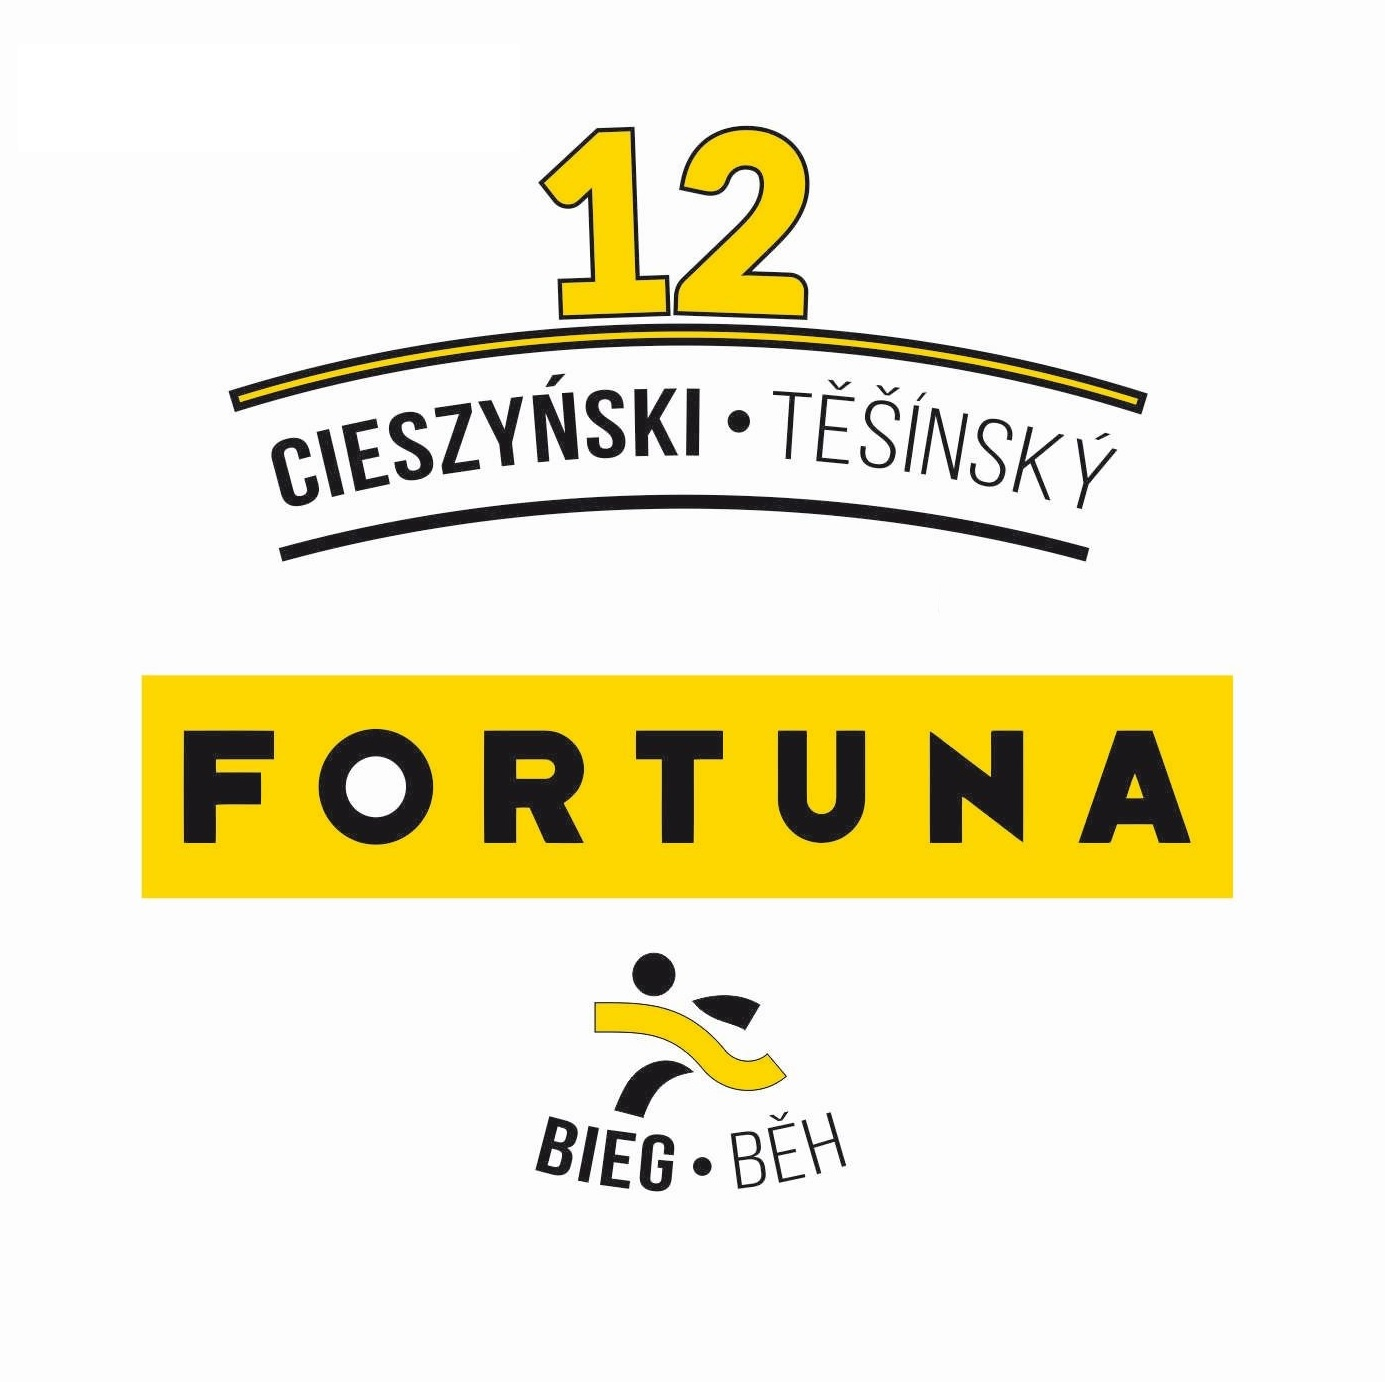 12
CIESZYŃSKI • TĚŠÍNSKÝ
FORTUNA
BIEG • BĚH